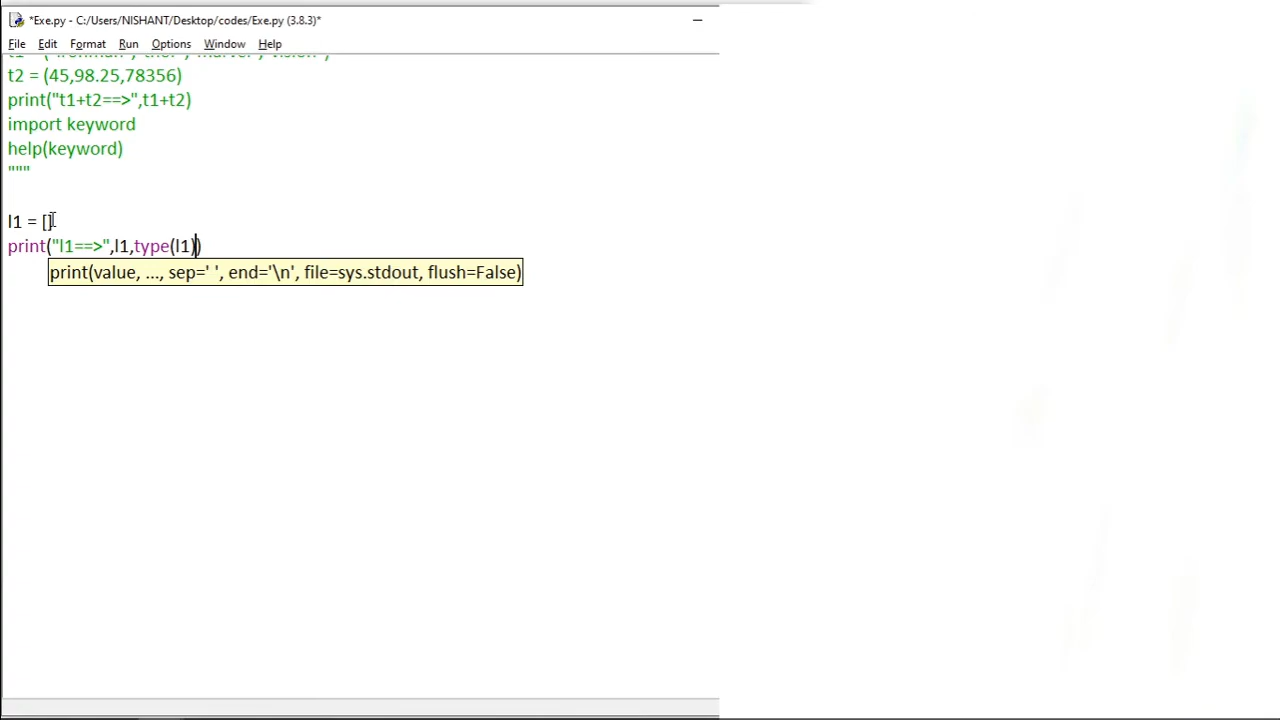 *Exe.py - C:/Users/NISHANT/Desktop/codes/Exe.py (3.8.3)*
File Edit Format Run Options Window Help
t2 = (45,98.25,78356)
print("t1+t2==>",t1+t2)
import keyword
help(keyword)
"""
l1 = []
print("l1==>",l1,type(l1))
print(value, ..., sep=' ', end='\n', file=sys.stdout, flush=False)